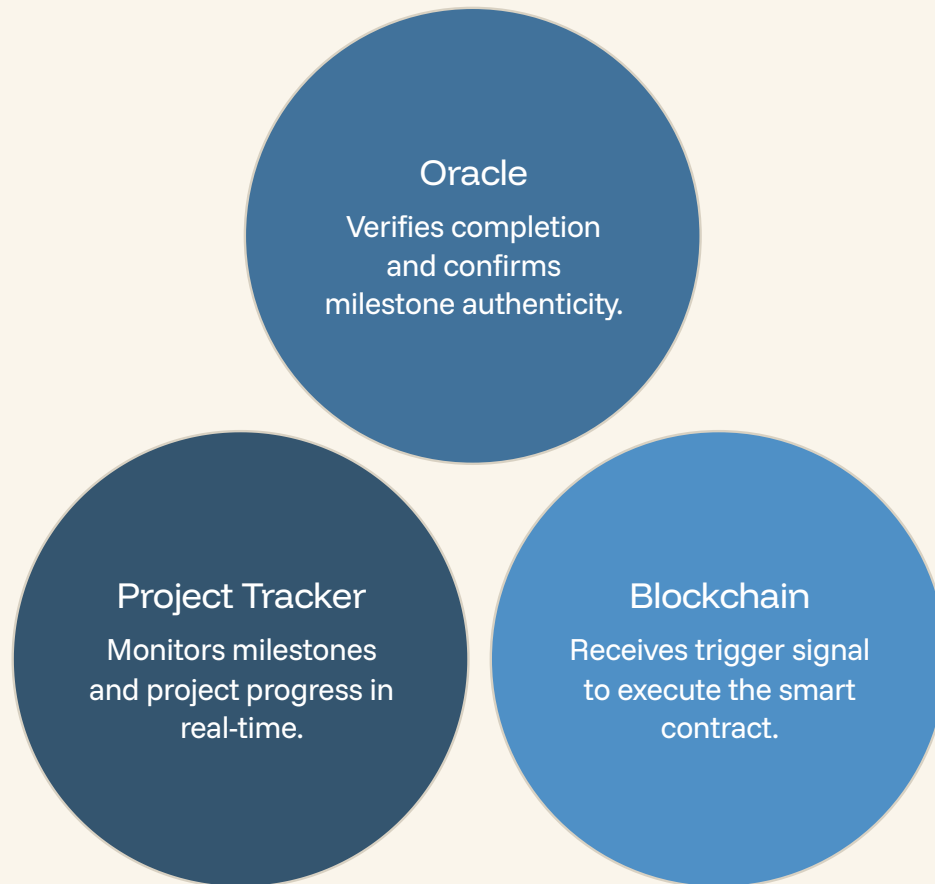 Oracle
Verifies completion
and confirms
milestone authenticity.
Project Tracker
Monitors milestones
and project progress in
real-time.
Blockchain
Receives trigger signal
to execute the smart
contract.